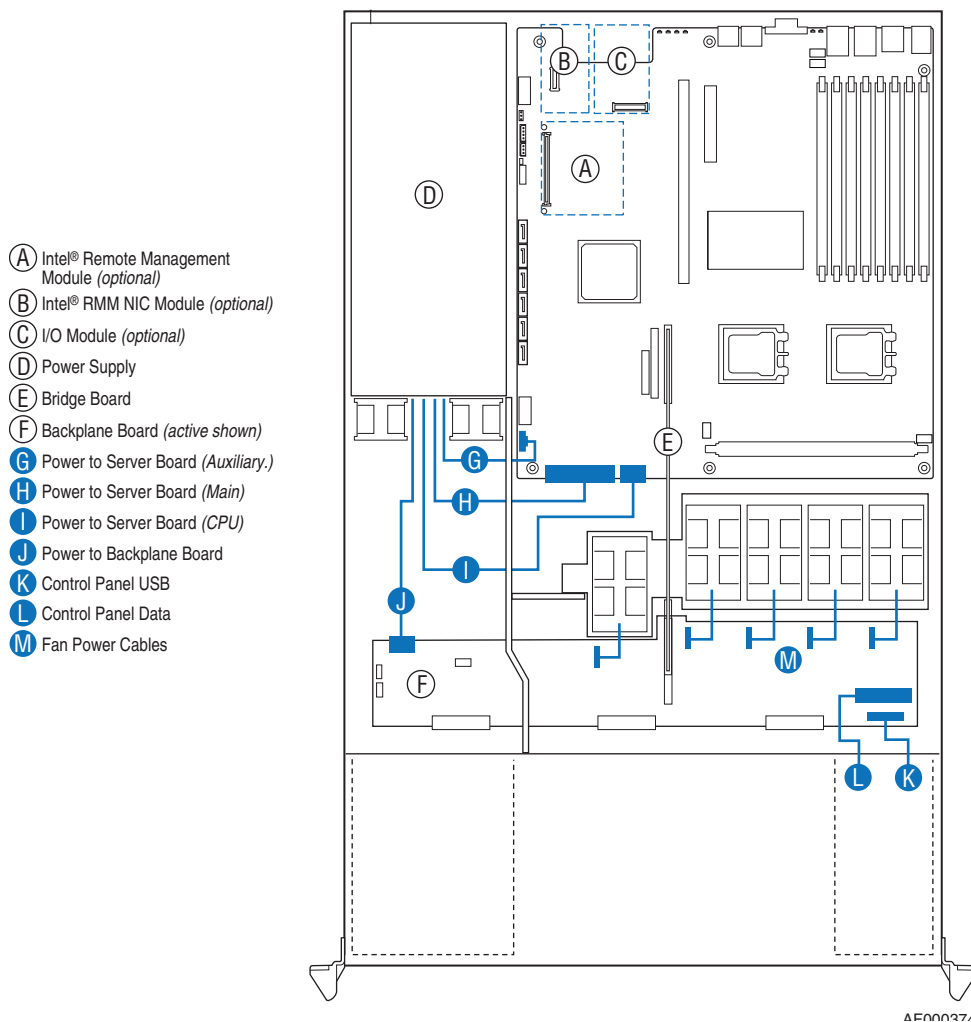 A Intel® Remote Management
Module (optional)
B Intel® RMM NIC Module (optional)
C I/O Module (optional)
D Power Supply
E Bridge Board
F Backplane Board (active shown)
G Power to Server Board (Auxiliary.)
H Power to Server Board (Main)
I Power to Server Board (CPU)
J Power to Backplane Board
K Control Panel USB
L Control Panel Data
M Fan Power Cables
B
C
A
D
E
G
H
I
J
M
F
L
K